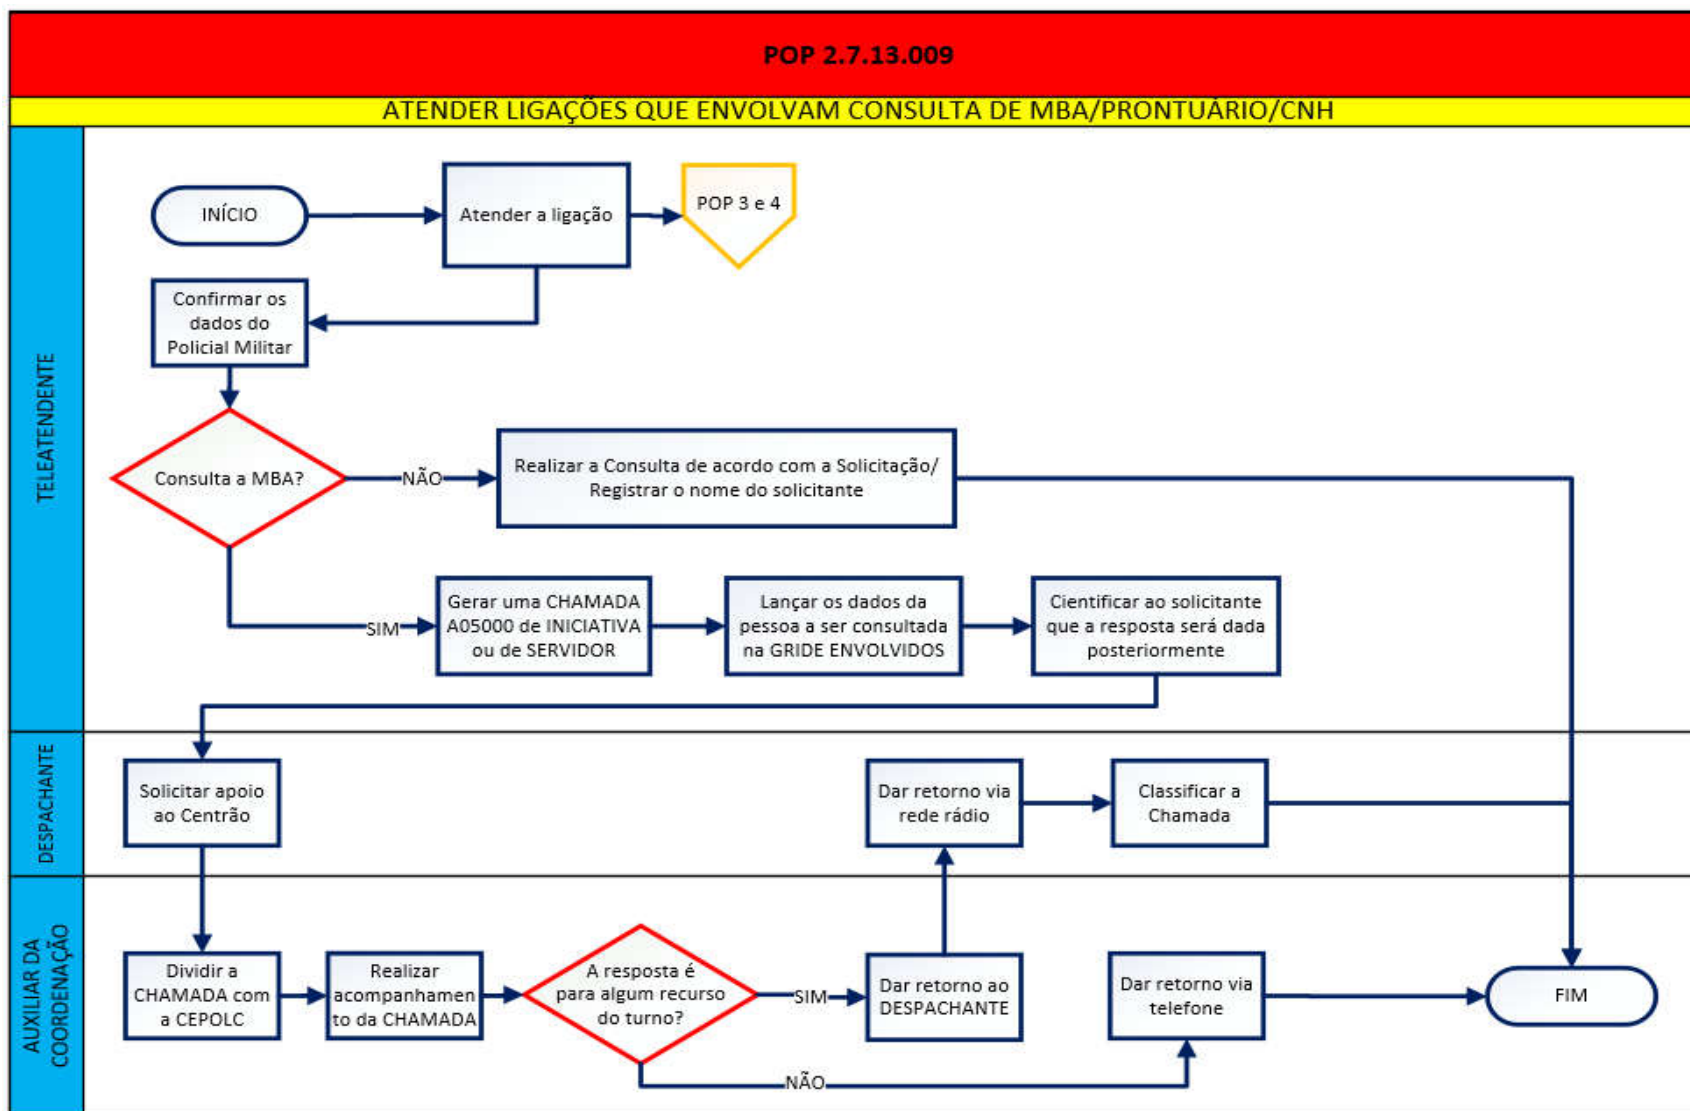 POP 2.7.13.009
ATENDER LIGAÇÕES QUE ENVOLVAM CONSULTA DE MBA/PRONTUÁRIO/CNH
TELEATENDENTE
INÍCIO
Atender a ligação
POP 3 e 4
Confirmar os
dados do
Policial Militar
Consulta a MBA?
NÃO
Realizar a Consulta de acordo com a Solicitação/
Registrar o nome do solicitante
SIM
Gerar uma CHAMADA
A05000 de INICIATIVA
ou de SERVIDOR
Lançar os dados da
pessoa a ser consultada
na GRIDE ENVOLVIDOS
Cientificar ao solicitante
que a resposta será dada
posteriormente
DESPACHANTE
Solicitar apoio
ao Centrão
Dar retorno via
rede rádio
Classificar a
Chamada
AUXILIAR DA
COORDENAÇÃO
Dividir a
CHAMADA com
a CEPOLC
Realizar
acompanhamen
to da CHAMADA
A resposta é
para algum recurso
do turno?
SIM
Dar retorno ao
DESPACHANTE
Dar retorno via
telefone
FIM
NÃO